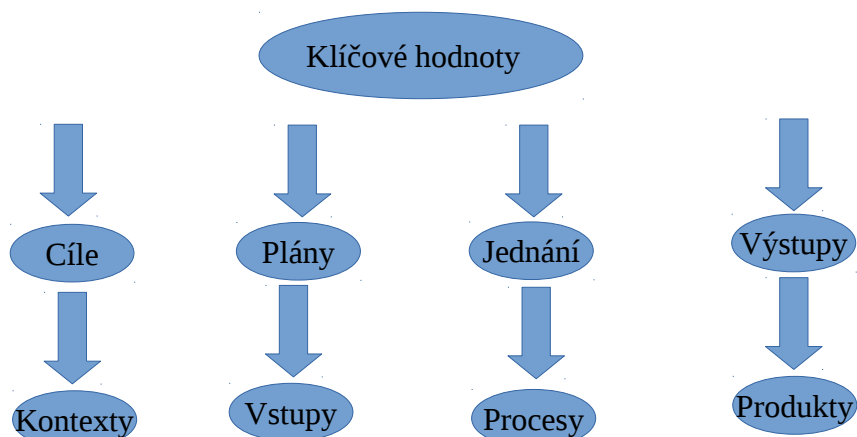 Klíčové hodnoty
Cíle
Plány
Jednání
Výstupy
Kontexty
Vstupy
Procesy
Produkty